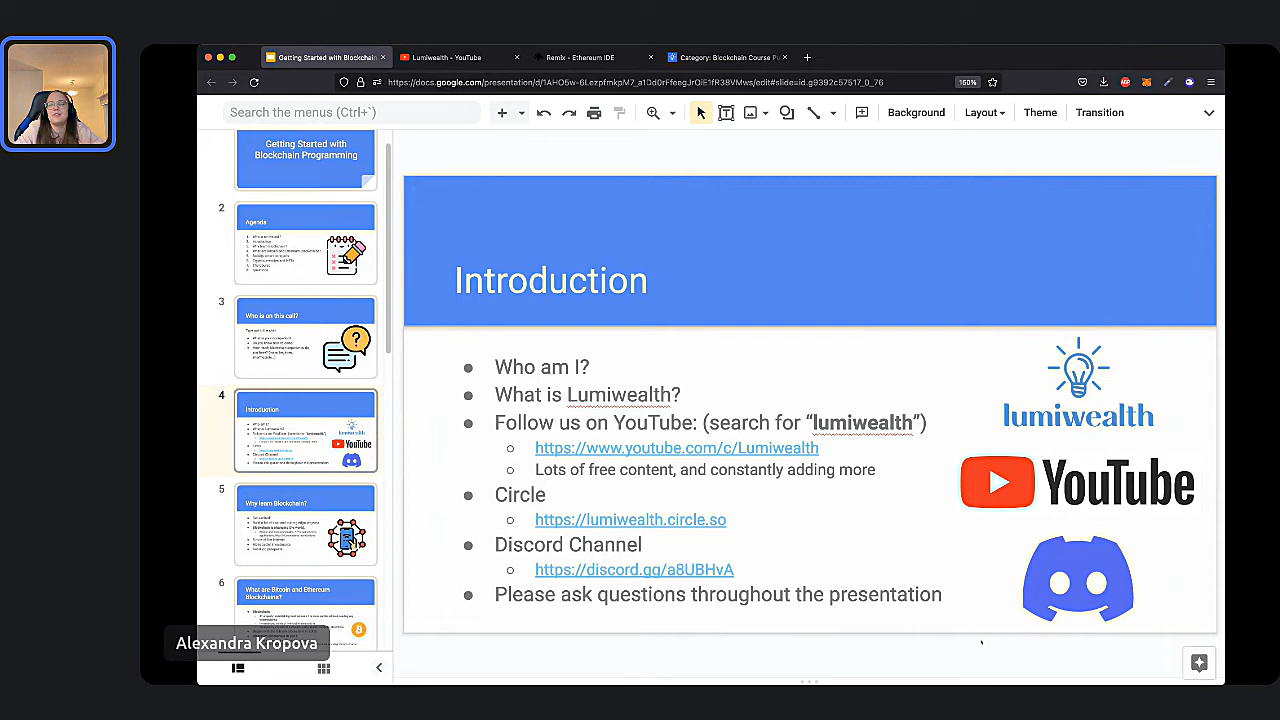 Getting Started with Blockchain
Lumiwealth - YouTube
Remix - Ethereum IDE
Category: Blockchain Course Pu
https://docs.google.com/presentation/d/1AHO5w-6LezpfmkpM7_a1Dd0rFfeegJrOiE1fR38VMws/edit#slide=id.g9392c57517_0_76
150%
Search the menus (Ctrl+`)
Background
Layout
Theme
Transition
Getting Started with
Blockchain Programming
2
Agenda
3
Who is on this call?
4
Introduction
5
Why learn Blockchain?
6
What are Bitcoin and Ethereum
Blockchains?
Introduction
Who am I?
What is Lumiwealth?
Follow us on YouTube: (search for “lumiwealth”)
https://www.youtube.com/c/Lumiwealth
Lots of free content, and constantly adding more
Circle
https://lumiwealth.circle.so
Discord Channel
https://discord.gg/a8UBHvA
Please ask questions throughout the presentation
lumiwealth
YouTube
Alexandra Kropova